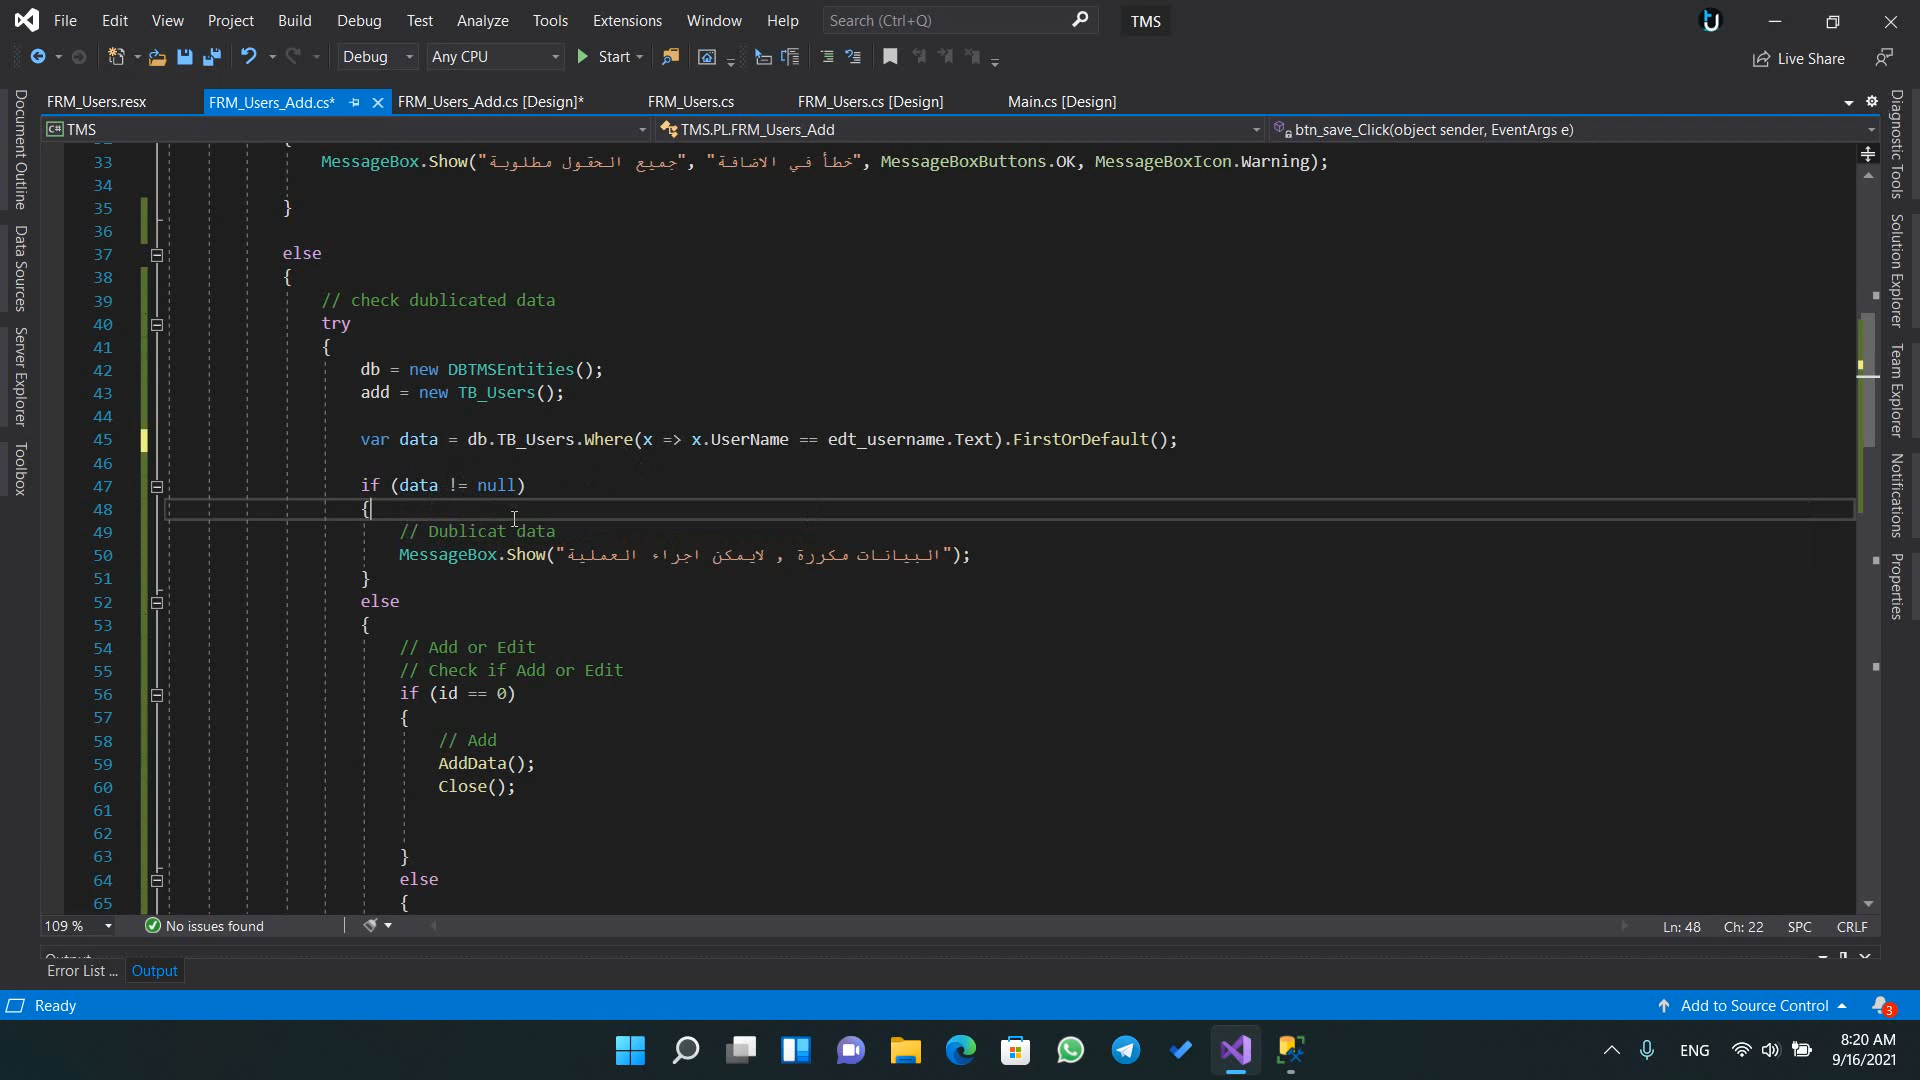 File Edit View Project Build Debug Test Analyze Tools Extensions Window Help Search (Ctrl+Q) TMS
Debug Any CPU Start Live Share
FRM_Users.resx FRM_Users_Add.cs* FRM_Users_Add.cs [Design]* FRM_Users.cs FRM_Users.cs [Design] Main.cs [Design]
C# TMS TMS.PL.FRM_Users_Add btn_save_Click(object sender, EventArgs e)
Document Outline
Data Sources
Server Explorer
Toolbox
33 MessageBox.Show("جميع الحقول مطلوبة", "خطأ في الاضافة", MessageBoxButtons.OK, MessageBoxIcon.Warning);
34
35 }
36
37 else
38 {
39 // check dublicated data
40 try
41 {
42 db = new DBTMSEntities();
43 add = new TB_Users();
44
45 var data = db.TB_Users.Where(x => x.UserName == edt_username.Text).FirstOrDefault();
46
47 if (data != null)
48 {
49 // Dublicat data
50 MessageBox.Show("البيانات مكررة , لايمكن اجراء العملية");
51 }
52 else
53 {
54 // Add or Edit
55 // Check if Add or Edit
56 if (id == 0)
57 {
58 // Add
59 AddData();
60 Close();
61
62
63 }
64 else
65 {
Diagnostic Tools
Solution Explorer
Team Explorer
Notifications
Properties
109 % No issues found Ln: 48 Ch: 22 SPC CRLF
Output
Error List ... Output
Ready Add to Source Control 3
ENG 8:20 AM
9/16/2021